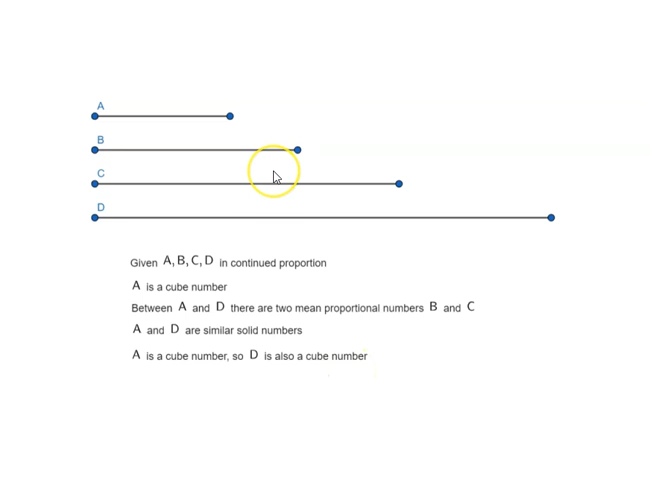 A
B
C
D
Given A, B, C, D in continued proportion
A is a cube number
Between A and D there are two mean proportional numbers B and C
A and D are similar solid numbers
A is a cube number, so D is also a cube number